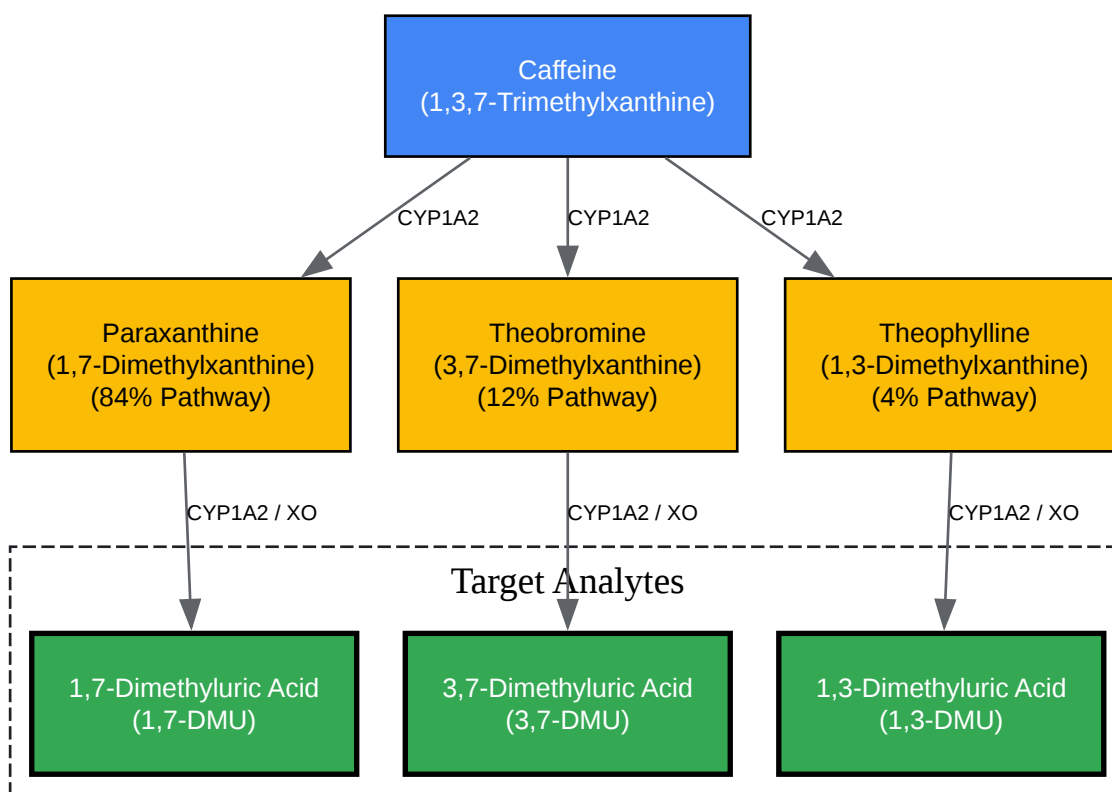 Caffeine
(1,3,7-Trimethylxanthine)
CYP1A2
CYP1A2
CYP1A2
Paraxanthine
(1,7-Dimethylxanthine)
(84% Pathway)
Theobromine
(3,7-Dimethylxanthine)
(12% Pathway)
Theophylline
(1,3-Dimethylxanthine)
(4% Pathway)
CYP1A2 / XO
CYP1A2 / XO
CYP1A2 / XO
Target Analytes
1,7-Dimethyluric Acid
(1,7-DMU)
3,7-Dimethyluric Acid
(3,7-DMU)
1,3-Dimethyluric Acid
(1,3-DMU)